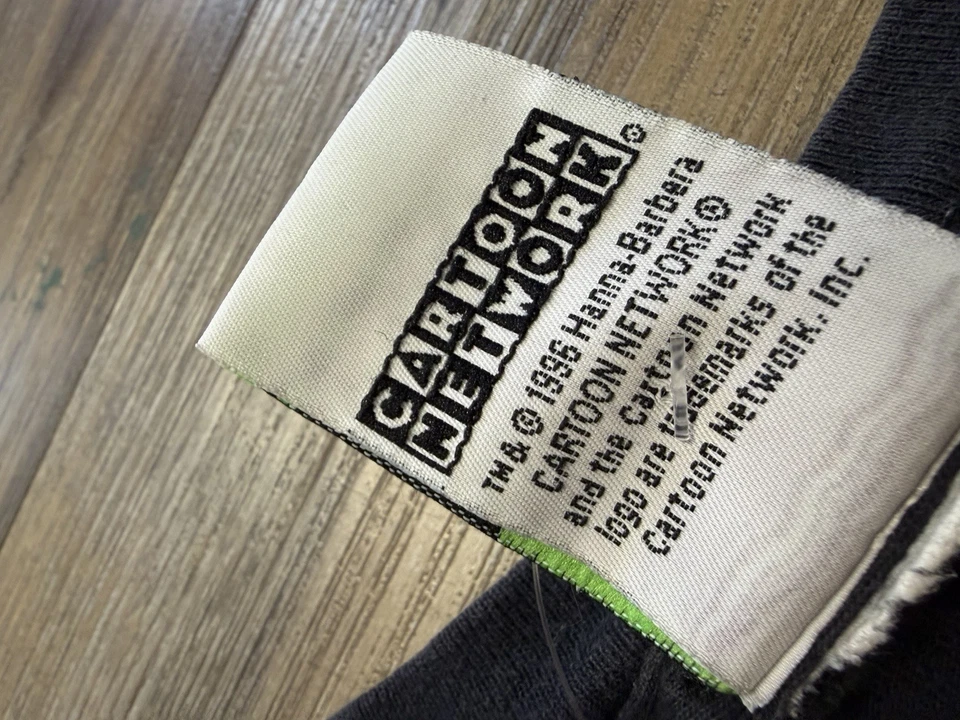 CARTOON
NETWORK®
TM & © 1996 Hanna-Barbera
CARTOON NETWORK®
and the Cartoon Network
logo are trademarks of the
Cartoon Network. Inc.